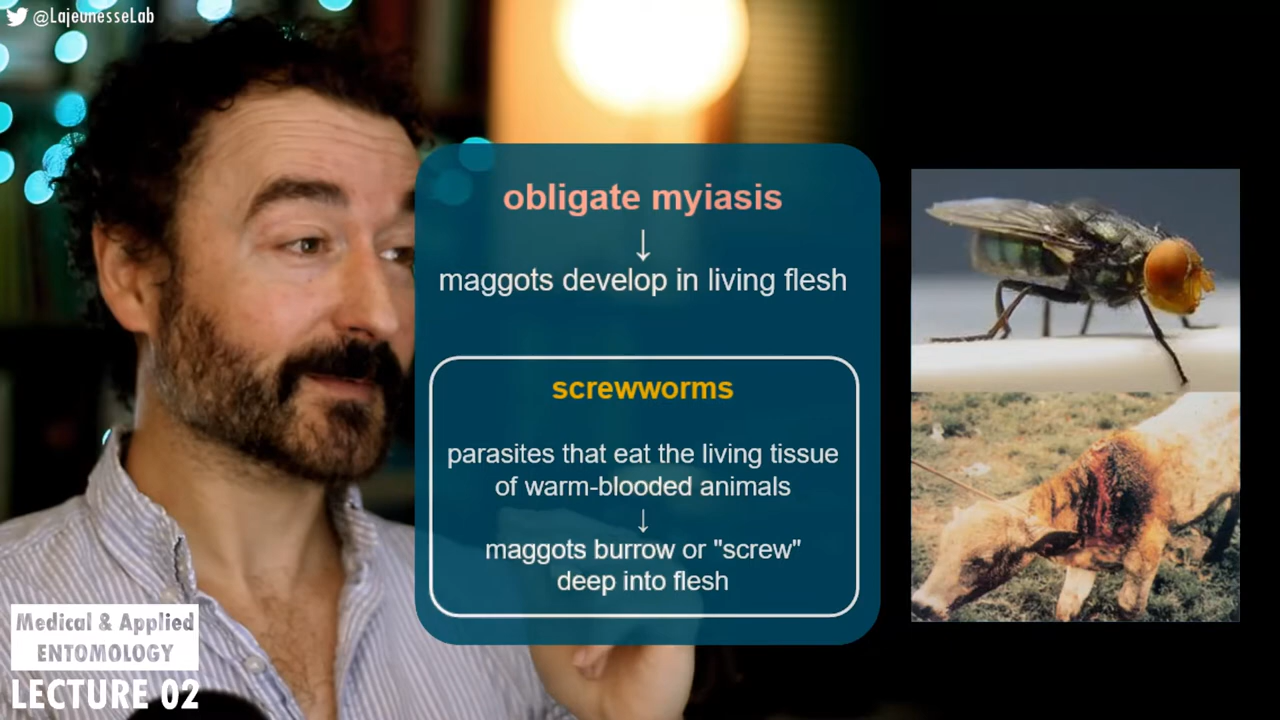 @LajeunesseLab
obligate myiasis
↓
maggots develop in living flesh
screwworms
parasites that eat the living tissue
of warm-blooded animals
↓
maggots burrow or "screw"
deep into flesh
Medical & Applied
ENTOMOLOGY
LECTURE 02